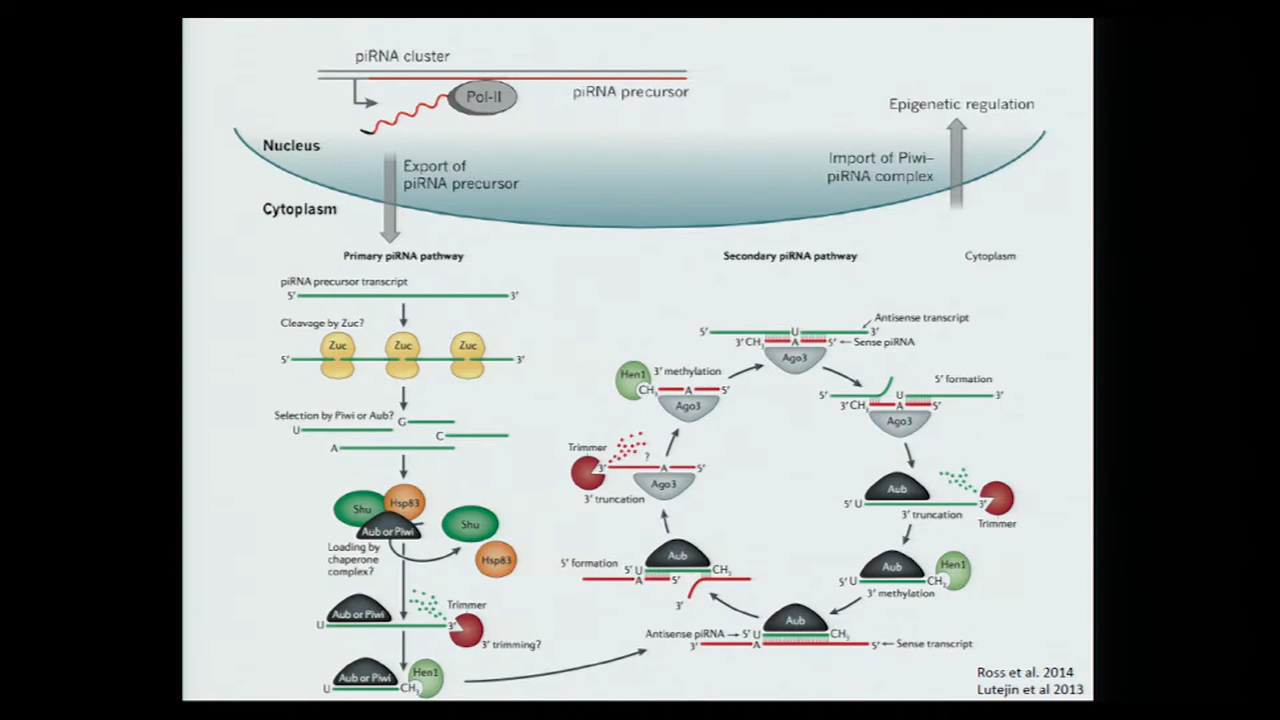 piRNA cluster
Pol-II
piRNA precursor
Epigenetic regulation
Nucleus
Export of
piRNA precursor
Import of Piwi–
piRNA complex
Cytoplasm
Primary piRNA pathway
piRNA precursor transcript
5′ 3′
Cleavage by Zuc?
Zuc Zuc Zuc
5′ 3′
Selection by Piwi or Aub?
G
U
C
A
Shu Hsp83
Aub or Piwi
Shu
Hsp83
Loading by
chaperone
complex?
Aub or Piwi
Trimmer
U 3′
3′ trimming?
Aub or Piwi
Hen1
U CH3
Secondary piRNA pathway
Cytoplasm
Antisense transcript
5′ U 3′
3′ CH3 A 5′ Sense piRNA
Ago3
5′ formation
5′ U 3′
3′ CH3 A 5′
Ago3
Aub
5′ U 3′
3′ truncation
Trimmer
Aub
Hen1
5′ U CH3
3′ methylation
Aub
Antisense piRNA 5′ U CH3
3′ A 5′ Sense transcript
Aub
5′ formation
5′ U CH3
A 5′
3′
Trimmer
?
3′ A 5′
Ago3
3′ truncation
Hen1
3′ methylation
CH3 A 5′
Ago3
Ross et al. 2014
Lutejin et al 2013